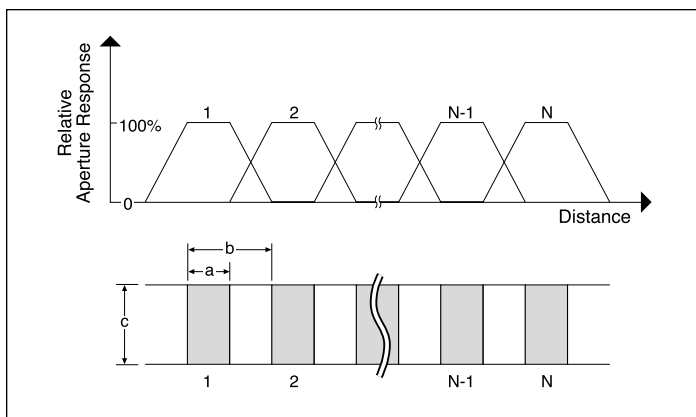 Relative
Aperture Response
100%
0
1
2
N-1
N
Distance
b
a
c
1
2
N-1
N